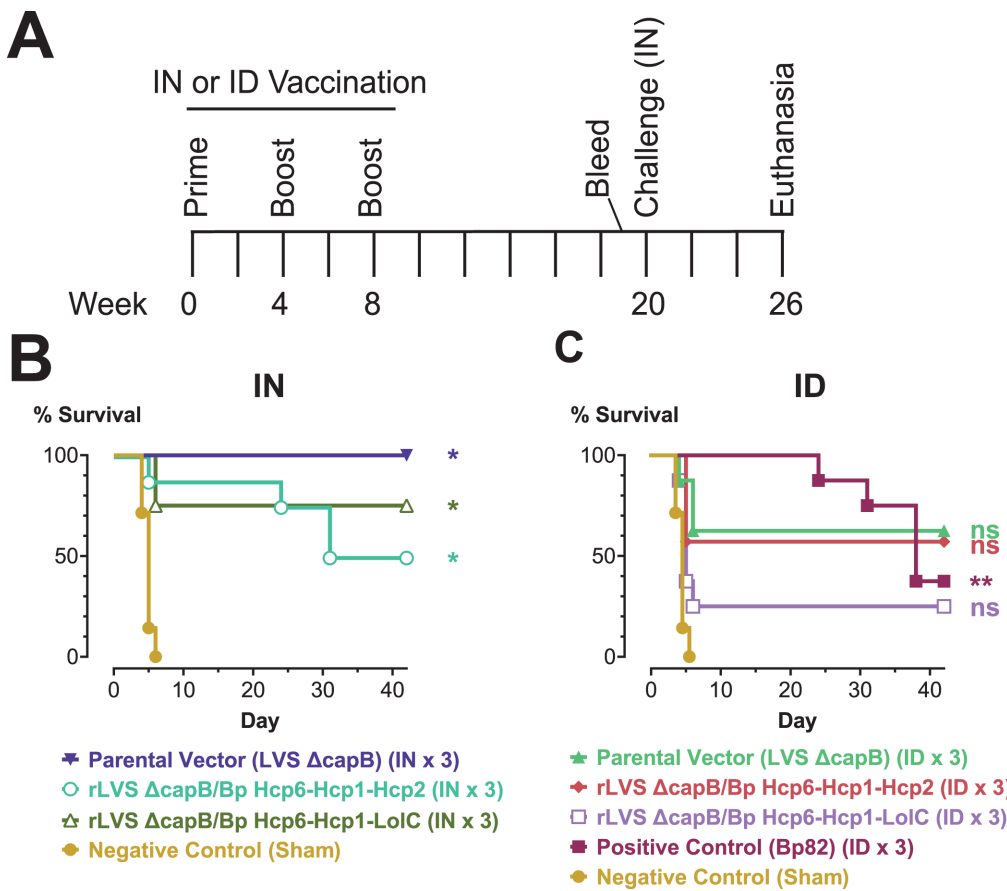 A
IN or ID Vaccination
Prime
Boost
Boost
Bleed
Challenge (IN)
Euthanasia
Week 0 4 8 20 26
B
IN
% Survival
100
50
0
0 10 20 30 40
Day
*
*
*
Parental Vector (LVS ΔcapB) (IN x 3)
rLVS ΔcapB/Bp Hcp6-Hcp1-Hcp2 (IN x 3)
rLVS ΔcapB/Bp Hcp6-Hcp1-LolC (IN x 3)
Negative Control (Sham)
C
ID
% Survival
100
50
0
0 10 20 30 40
Day
ns
ns
**
ns
Parental Vector (LVS ΔcapB) (ID x 3)
rLVS ΔcapB/Bp Hcp6-Hcp1-Hcp2 (ID x 3)
rLVS ΔcapB/Bp Hcp6-Hcp1-LolC (ID x 3)
Positive Control (Bp82) (ID x 3)
Negative Control (Sham)